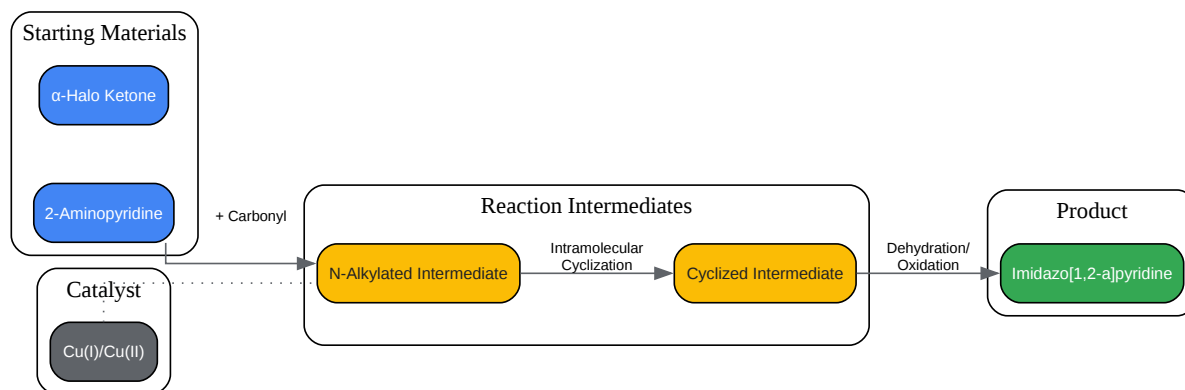 Starting Materials
α-Halo Ketone
2-Aminopyridine
+ Carbonyl
Catalyst
Cu(I)/Cu(II)
Reaction Intermediates
N-Alkylated Intermediate
Intramolecular
Cyclization
Cyclized Intermediate
Dehydration/
Oxidation
Product
Imidazo[1,2-a]pyridine